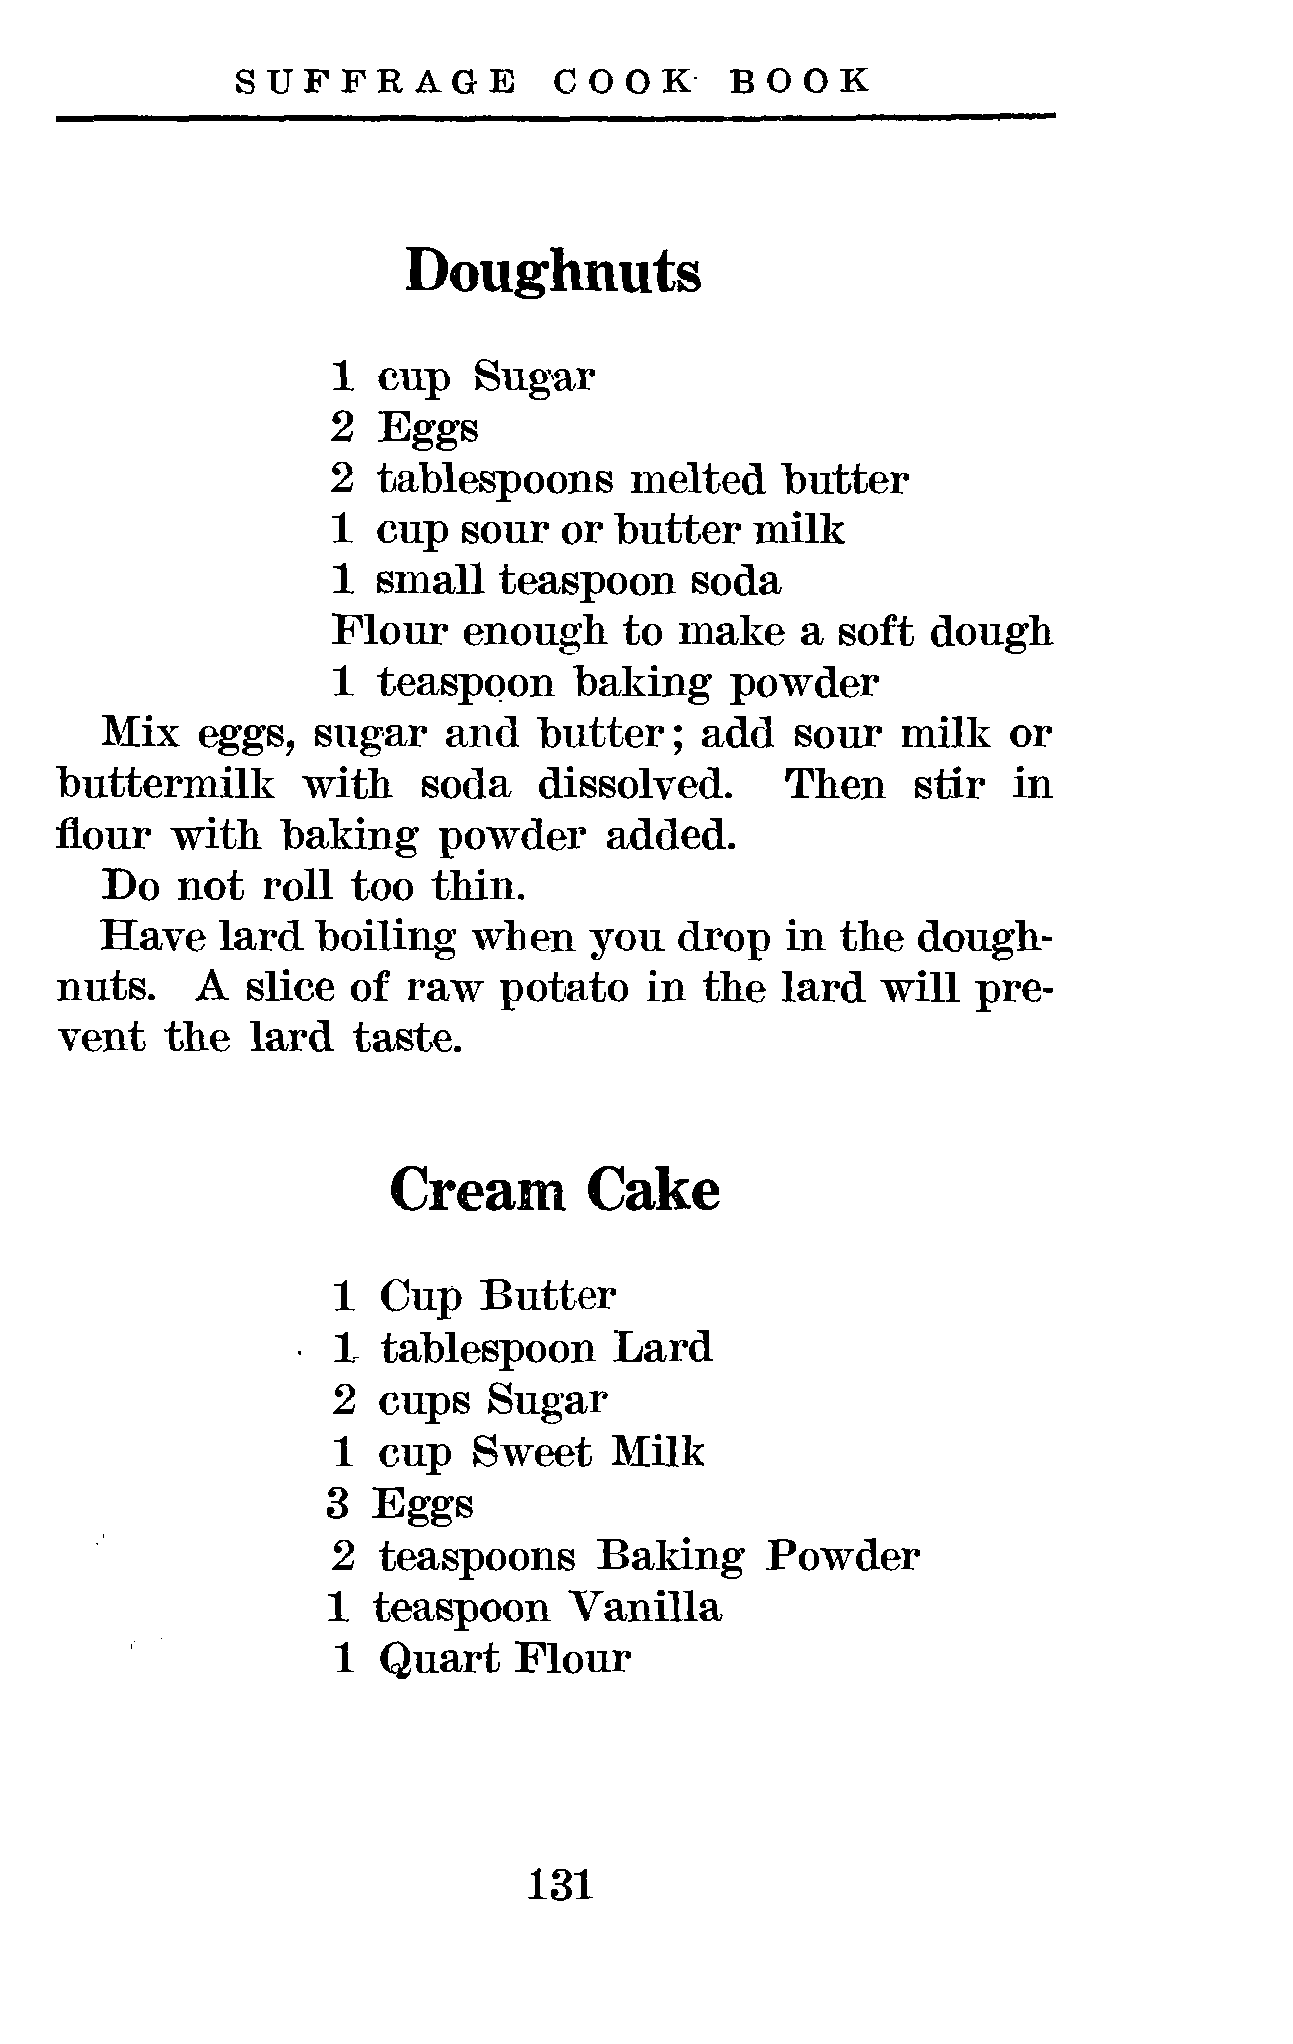 SUFFRAGE COOK BOOK
Doughnuts
1 cup Sugar
2 Eggs
2 tablespoons melted butter
1 cup sour or butter milk
1 small teaspoon soda
Flour enough to make a soft dough
1 teaspoon baking powder
Mix eggs, sugar and butter; add sour milk or
buttermilk with soda dissolved. Then stir in
flour with baking powder added.
Do not roll too thin.
Have lard boiling when you drop in the dough-
nuts. A slice of raw potato in the lard will pre-
vent the lard taste.
Cream Cake
1 Cup Butter
1 tablespoon Lard
2 cups Sugar
1 cup Sweet Milk
3 Eggs
2 teaspoons Baking Powder
1 teaspoon Vanilla
1 Quart Flour
131